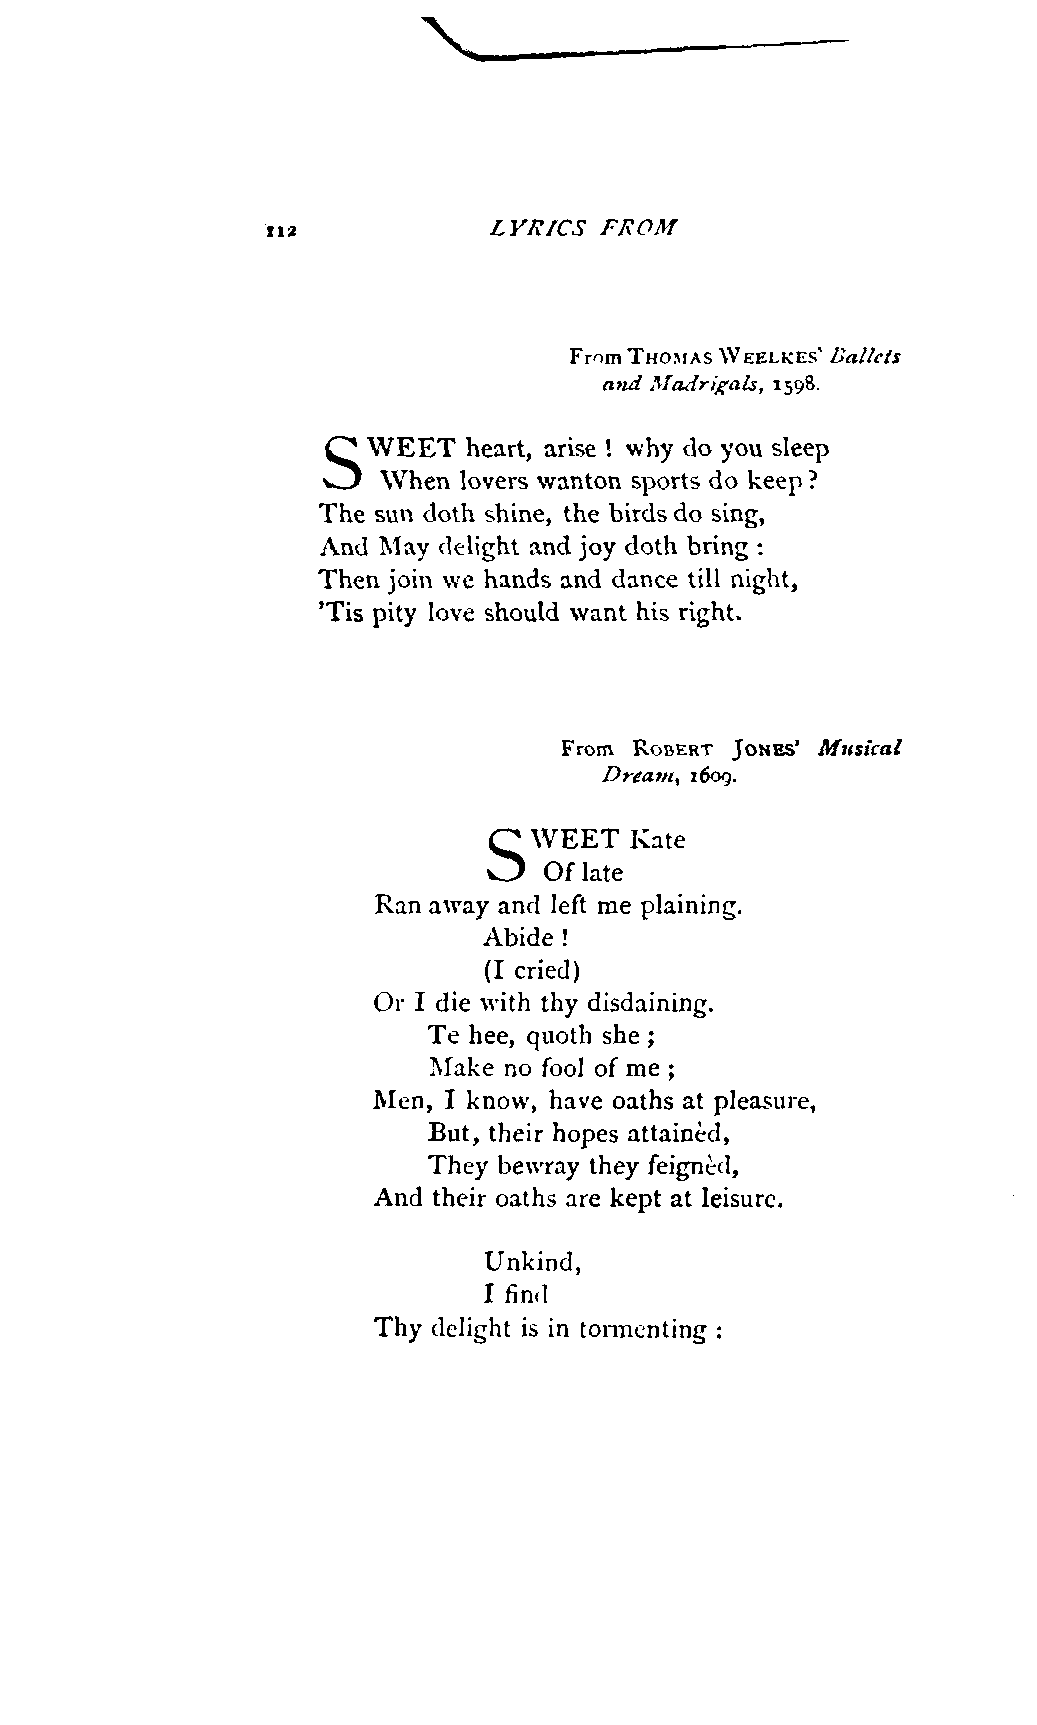 112 LYRICS FROM
From THOMAS WEELKES' Ballets
and Madrigals, 1598.
SWEET heart, arise ! why do you sleep
When lovers wanton sports do keep ?
The sun doth shine, the birds do sing,
And May delight and joy doth bring :
Then join we hands and dance till night,
'Tis pity love should want his right.
From ROBERT JONES' Musical
Dream, 1609.
SWEET Kate
Of late
Ran away and left me plaining.
Abide !
(I cried)
Or I die with thy disdaining.
Te hee, quoth she ;
Make no fool of me ;
Men, I know, have oaths at pleasure,
But, their hopes attainèd,
They bewray they feignèd,
And their oaths are kept at leisure.
Unkind,
I find
Thy delight is in tormenting :